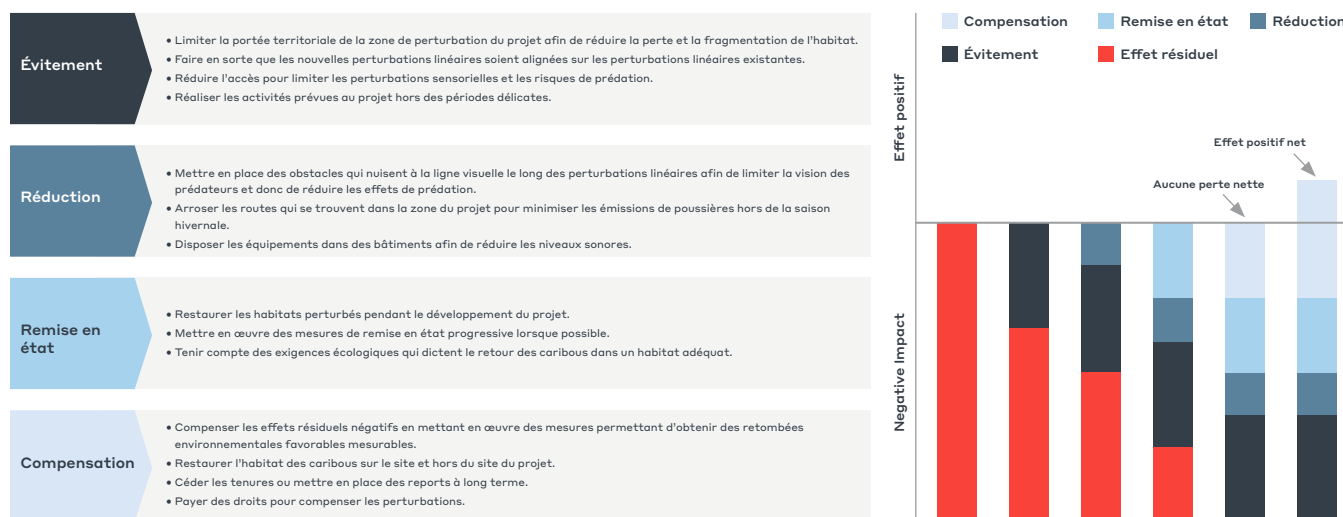 Évitement
• Limiter la portée territoriale de la zone de perturbation du projet afin de réduire la perte et la fragmentation de l'habitat.
• Faire en sorte que les nouvelles perturbations linéaires soient alignées sur les perturbations linéaires existantes.
• Réduire l'accès pour limiter les perturbations sensorielles et les risques de prédation.
• Réaliser les activités prévues au projet hors des périodes délicates.
Réduction
• Mettre en place des obstacles qui nuisent à la ligne visuelle le long des perturbations linéaires afin de limiter la vision des
prédateurs et donc de réduire les effets de prédation.
• Arroser les routes qui se trouvent dans la zone du projet pour minimiser les émissions de poussières hors de la saison
hivernale.
• Disposer les équipements dans des bâtiments afin de réduire les niveaux sonores.
Remise en
état
• Restaurer les habitats perturbés pendant le développement du projet.
• Mettre en œuvre des mesures de remise en état progressive lorsque possible.
• Tenir compte des exigences écologiques qui dictent le retour des caribous dans un habitat adéquat.
Compensation
• Compenser les effets résiduels négatifs en mettant en œuvre des mesures permettant d'obtenir des retombées
environnementales favorables mesurables.
• Restaurer l'habitat des caribous sur le site et hors du site du projet.
• Céder les tenures ou mettre en place des reports à long terme.
• Payer des droits pour compenser les perturbations.
Compensation
Remise en état
Réduction
Évitement
Effet résiduel
Effet positif
Effet positif net
Aucune perte nette
Negative Impact